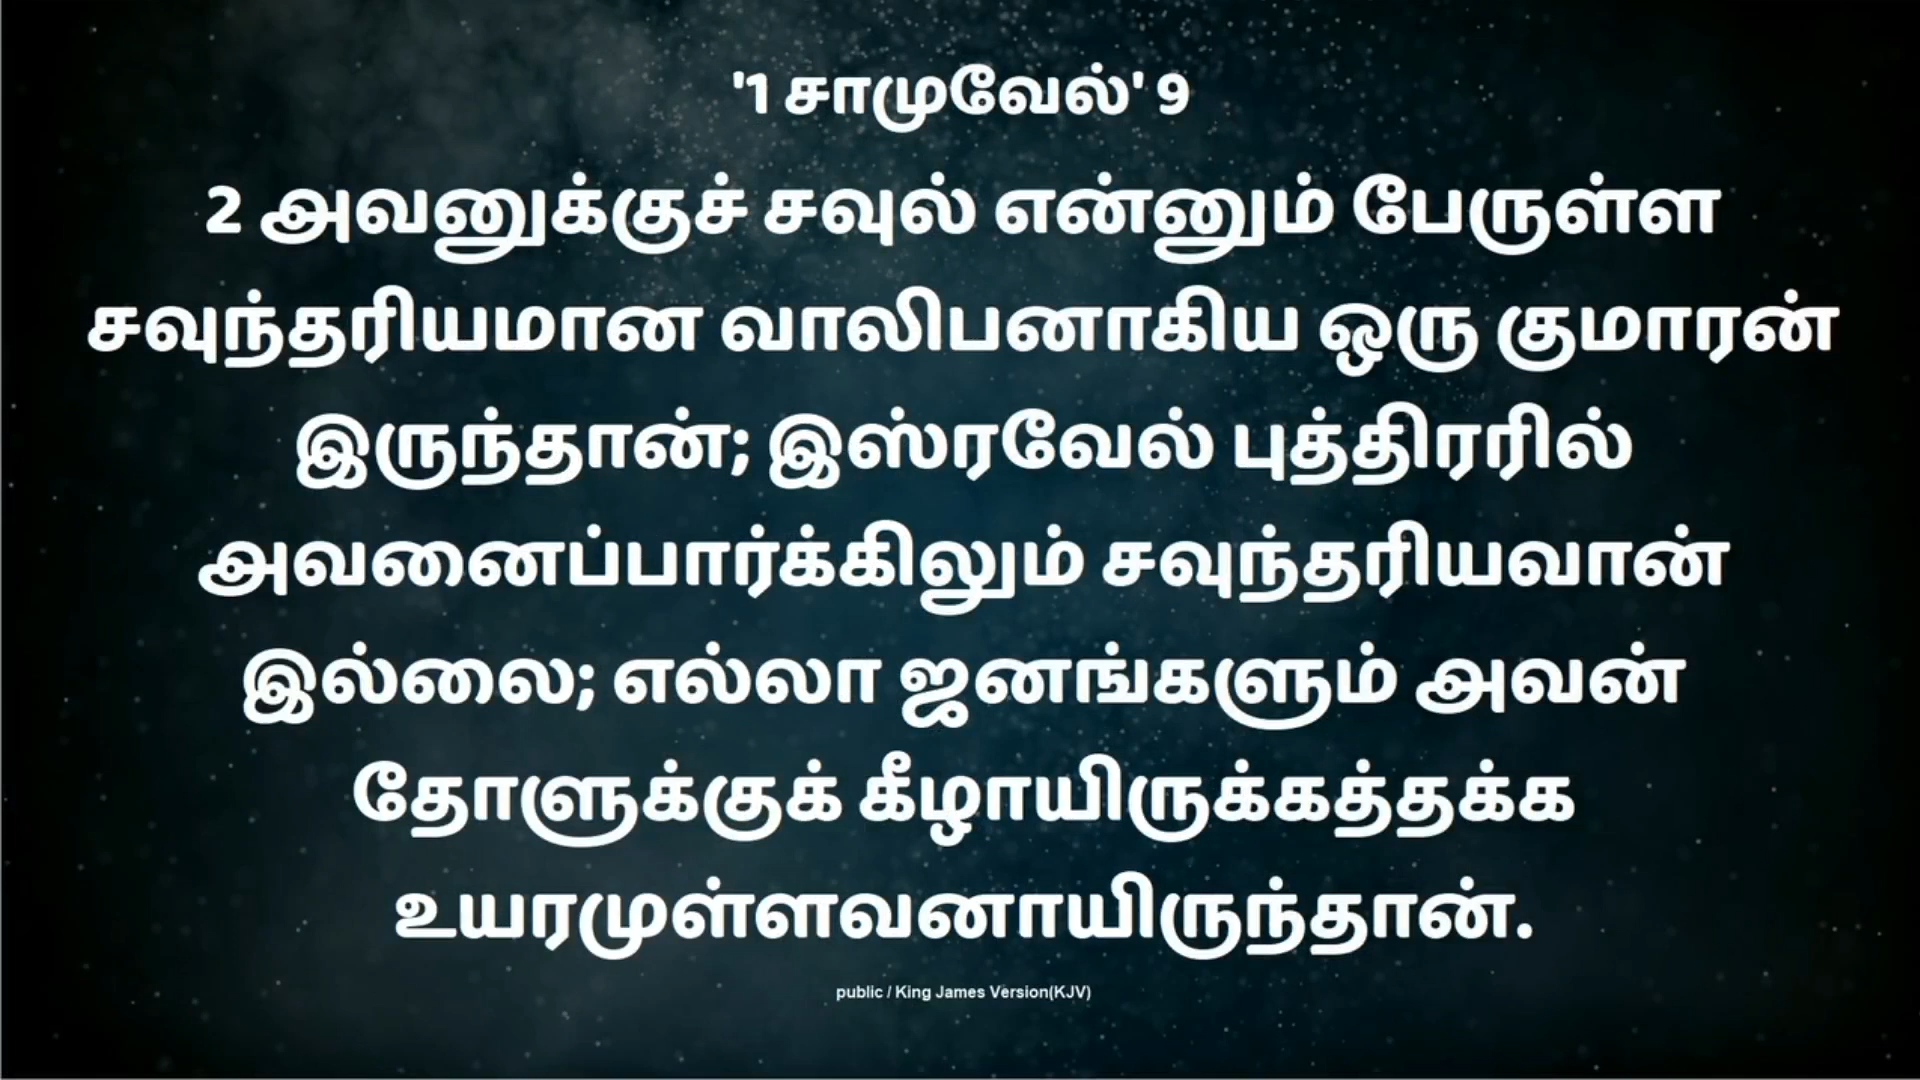 '1 சாமுவேல்' 9
2 அவனுக்குச் சவுல் என்னும் பேருள்ள
சவுந்தரியமான வாலிபனாகிய ஒரு குமாரன்
இருந்தான்; இஸ்ரவேல் புத்திரரில்
அவனைப்பார்க்கிலும் சவுந்தரியவான்
இல்லை; எல்லா ஜனங்களும் அவன்
தோளுக்குக் கீழாயிருக்கத்தக்க
உயரமுள்ளவனாயிருந்தான்.
public / King James Version(KJV)